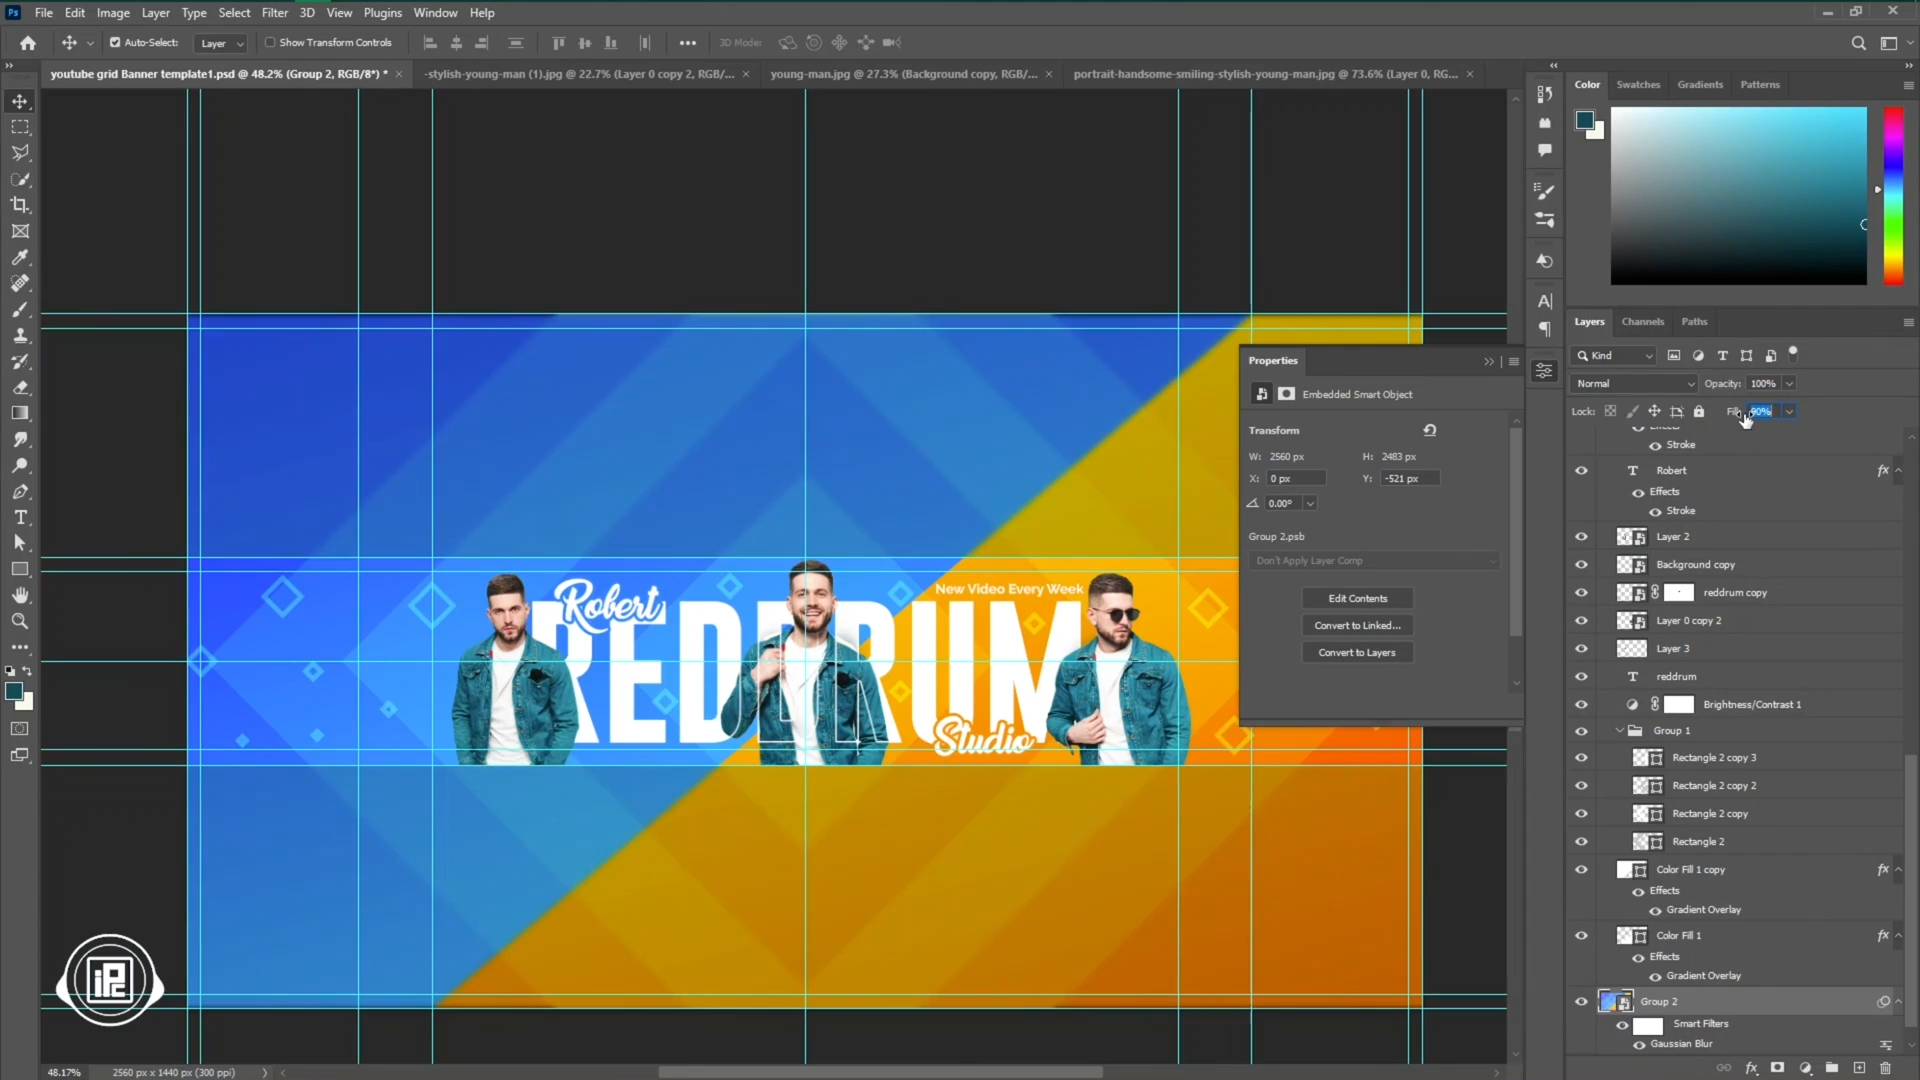 Ps File Edit Image Layer Type Select Filter 3D View Plugins Window Help
Auto-Select: Layer Show Transform Controls 3D Mode:
youtube grid Banner template1.psd @ 48.2% (Group 2, RGB/8*) *
-stylish-young-man (1).jpg @ 22.7% (Layer 0 copy 2, RGB/...
young-man.jpg @ 27.3% (Background copy, RGB/...
portrait-handsome-smiling-stylish-young-man.jpg @ 73.6% (Layer 0, RG...
Color Swatches Gradients Patterns
Layers Channels Paths
Kind
Normal Opacity: 100%
Lock: 90%
Stroke
Robert fx
Effects
Stroke
Layer 2
Background copy
reddrum copy
Layer 0 copy 2
Layer 3
T reddrum
Brightness/Contrast 1
Group 1
Rectangle 2 copy 3
Rectangle 2 copy 2
Rectangle 2 copy
Rectangle 2
Color Fill 1 copy fx
Effects
Gradient Overlay
Color Fill 1 fx
Effects
Gradient Overlay
Group 2
Smart Filters
Gaussian Blur
Properties
Embedded Smart Object
Transform
W: 2560 px H: 2483 px
X: 0 px Y: -521 px
0.00°
Group 2.psb
Don't Apply Layer Comp
Edit Contents
Convert to Linked...
Convert to Layers
Robert
New Video Every Week
REDDRUM
Studio
48.17% 2560 px x 1440 px (300 ppi)